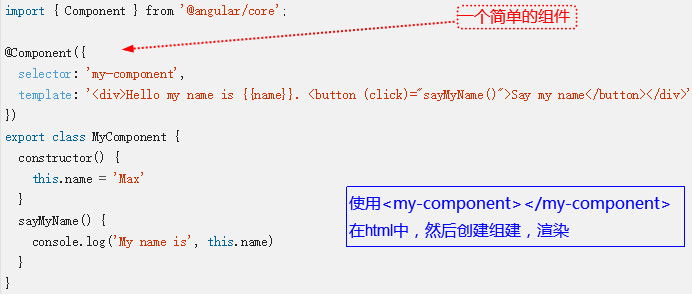 import { Component } from '@angular/core';
一个简单的组件
@Component({
selector: 'my-component',
template: '<div>Hello my name is {{name}}. <button (click)="sayMyName()">Say my name</button></div>'
})
export class MyComponent {
constructor() {
this.name = 'Max'
}
sayMyName() {
console.log('My name is', this.name)
}
}
使用<my-component></my-component>
在html中，然后创建组建，渲染